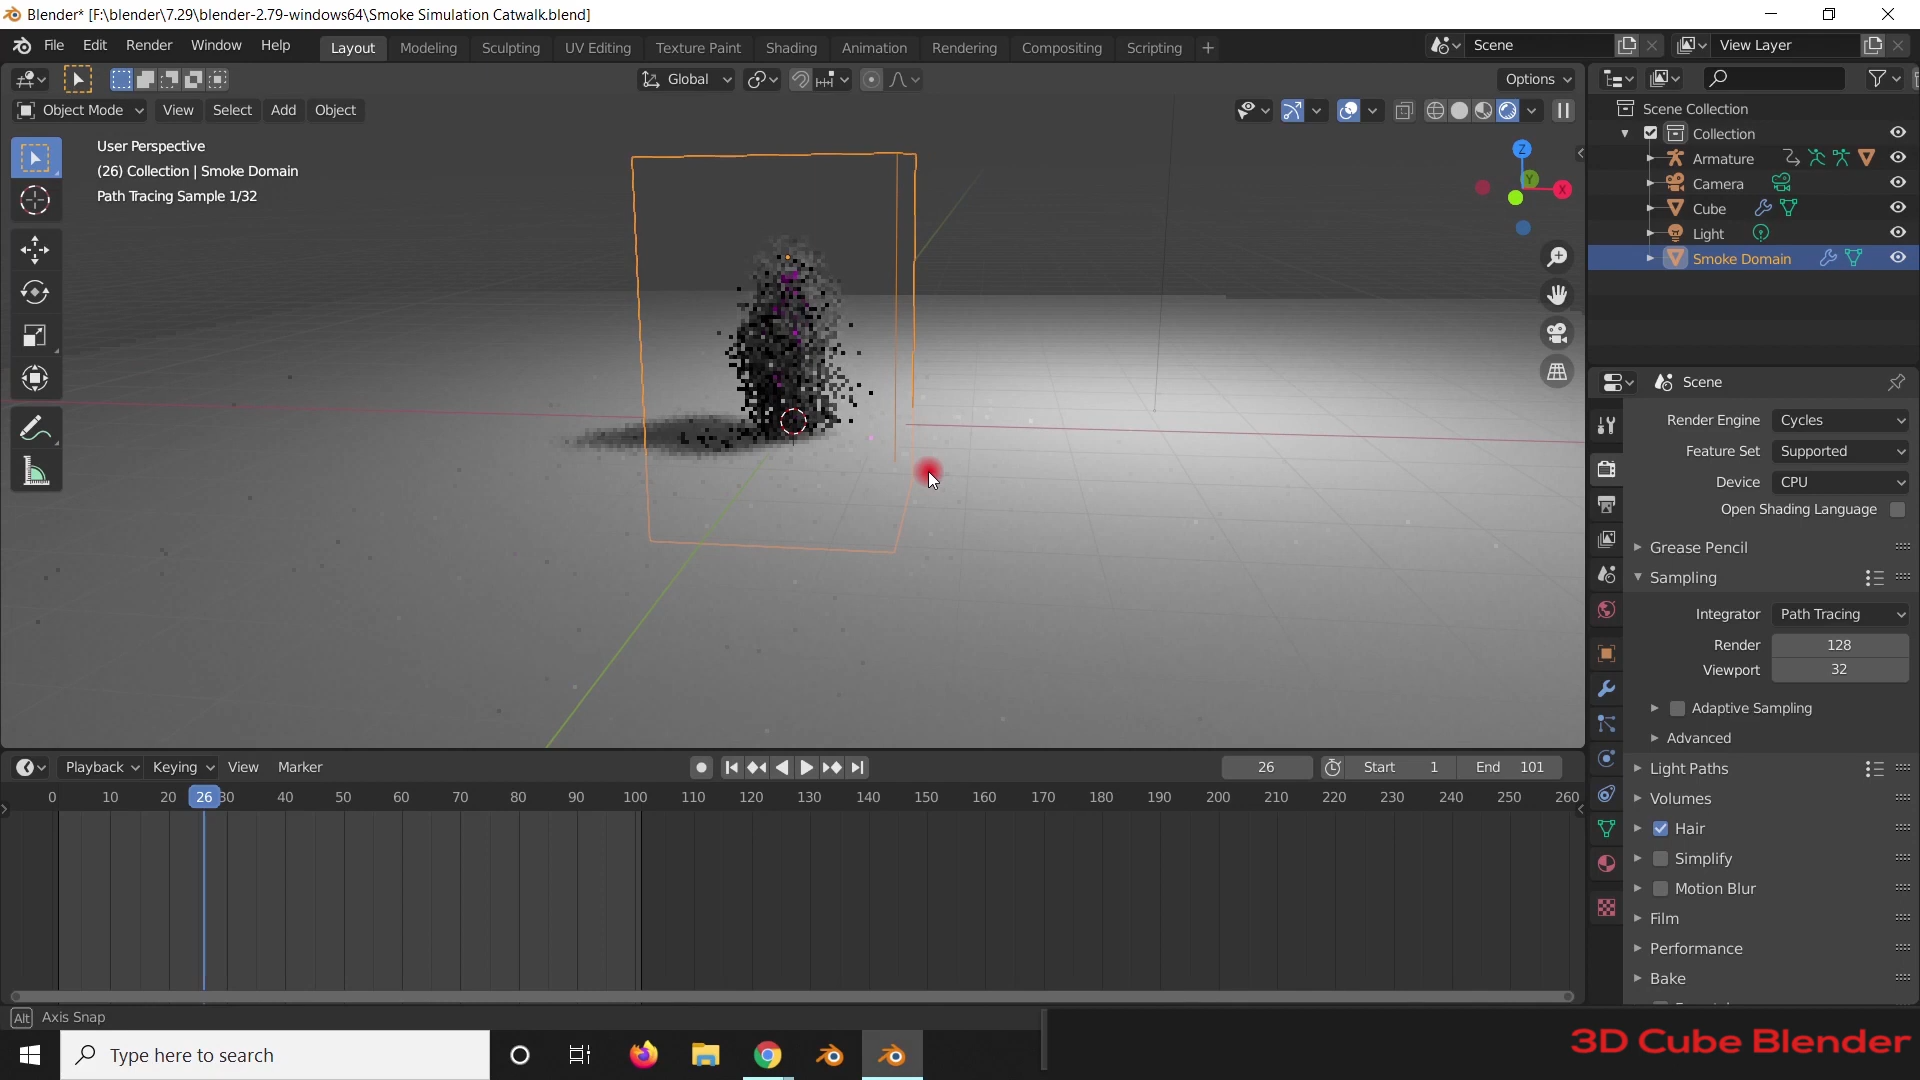 Blender* [F:\blender\7.29\blender-2.79-windows64\Smoke Simulation Catwalk.blend]
File Edit Render Window Help Layout Modeling Sculpting UV Editing Texture Paint Shading Animation Rendering Compositing Scripting + Scene View Layer
Global Options
Object Mode View Select Add Object
User Perspective
(26) Collection | Smoke Domain
Path Tracing Sample 1/32
Z
Y
X
Scene Collection
Collection
Armature
Camera
Cube
Light
Smoke Domain
Scene
Render Engine Cycles
Feature Set Supported
Device CPU
Open Shading Language
Grease Pencil
Sampling
Integrator Path Tracing
Render 128
Viewport 32
Adaptive Sampling
Advanced
Light Paths
Volumes
Hair
Simplify
Motion Blur
Film
Performance
Bake
Playback Keying View Marker 26 Start 1 End 101
0 10 20 26 30 40 50 60 70 80 90 100 110 120 130 140 150 160 170 180 190 200 210 220 230 240 250 260
Alt Axis Snap
Type here to search
3D Cube Blender